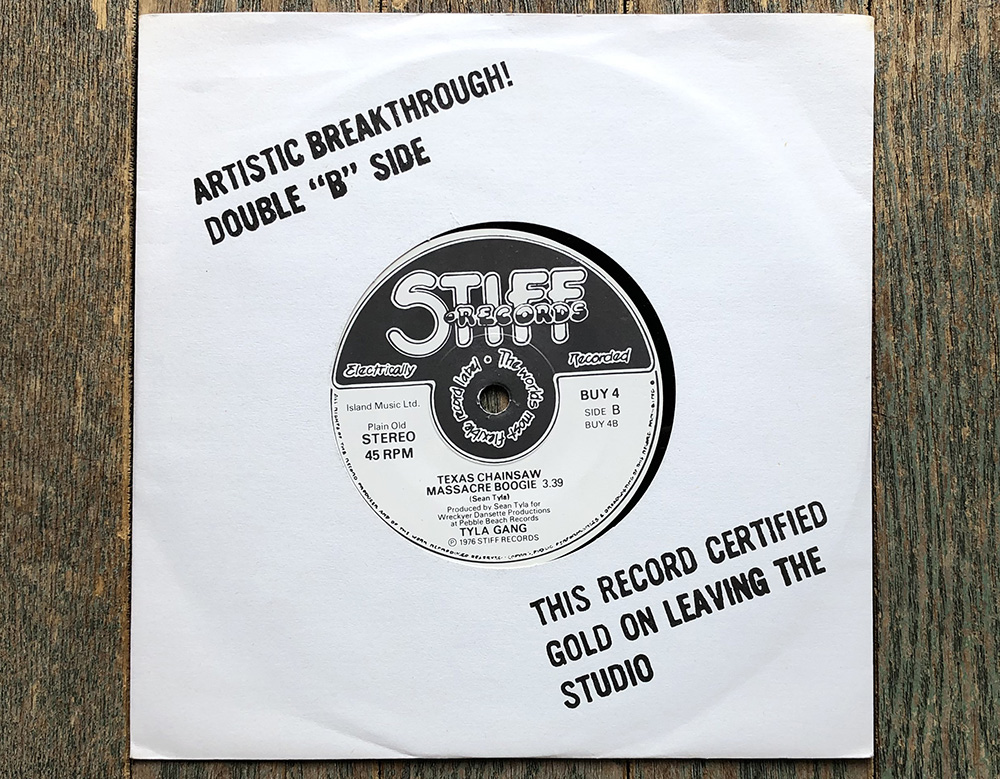 ARTISTIC BREAKTHROUGH!
DOUBLE “B” SIDE
STIFF
RECORDS
Electrically
Recorded
The worlds most flexible record label
Island Music Ltd.
Plain Old
STEREO
45 RPM
BUY 4
SIDE B
BUY 4B
TEXAS CHAINSAW
MASSACRE BOOGIE 3.39
(Sean Tyla)
Produced by Sean Tyla for
Wreckyer Dansette Productions
at Pebble Beach Records
TYLA GANG
℗ 1976 STIFF RECORDS
THIS RECORD CERTIFIED
GOLD ON LEAVING THE
STUDIO